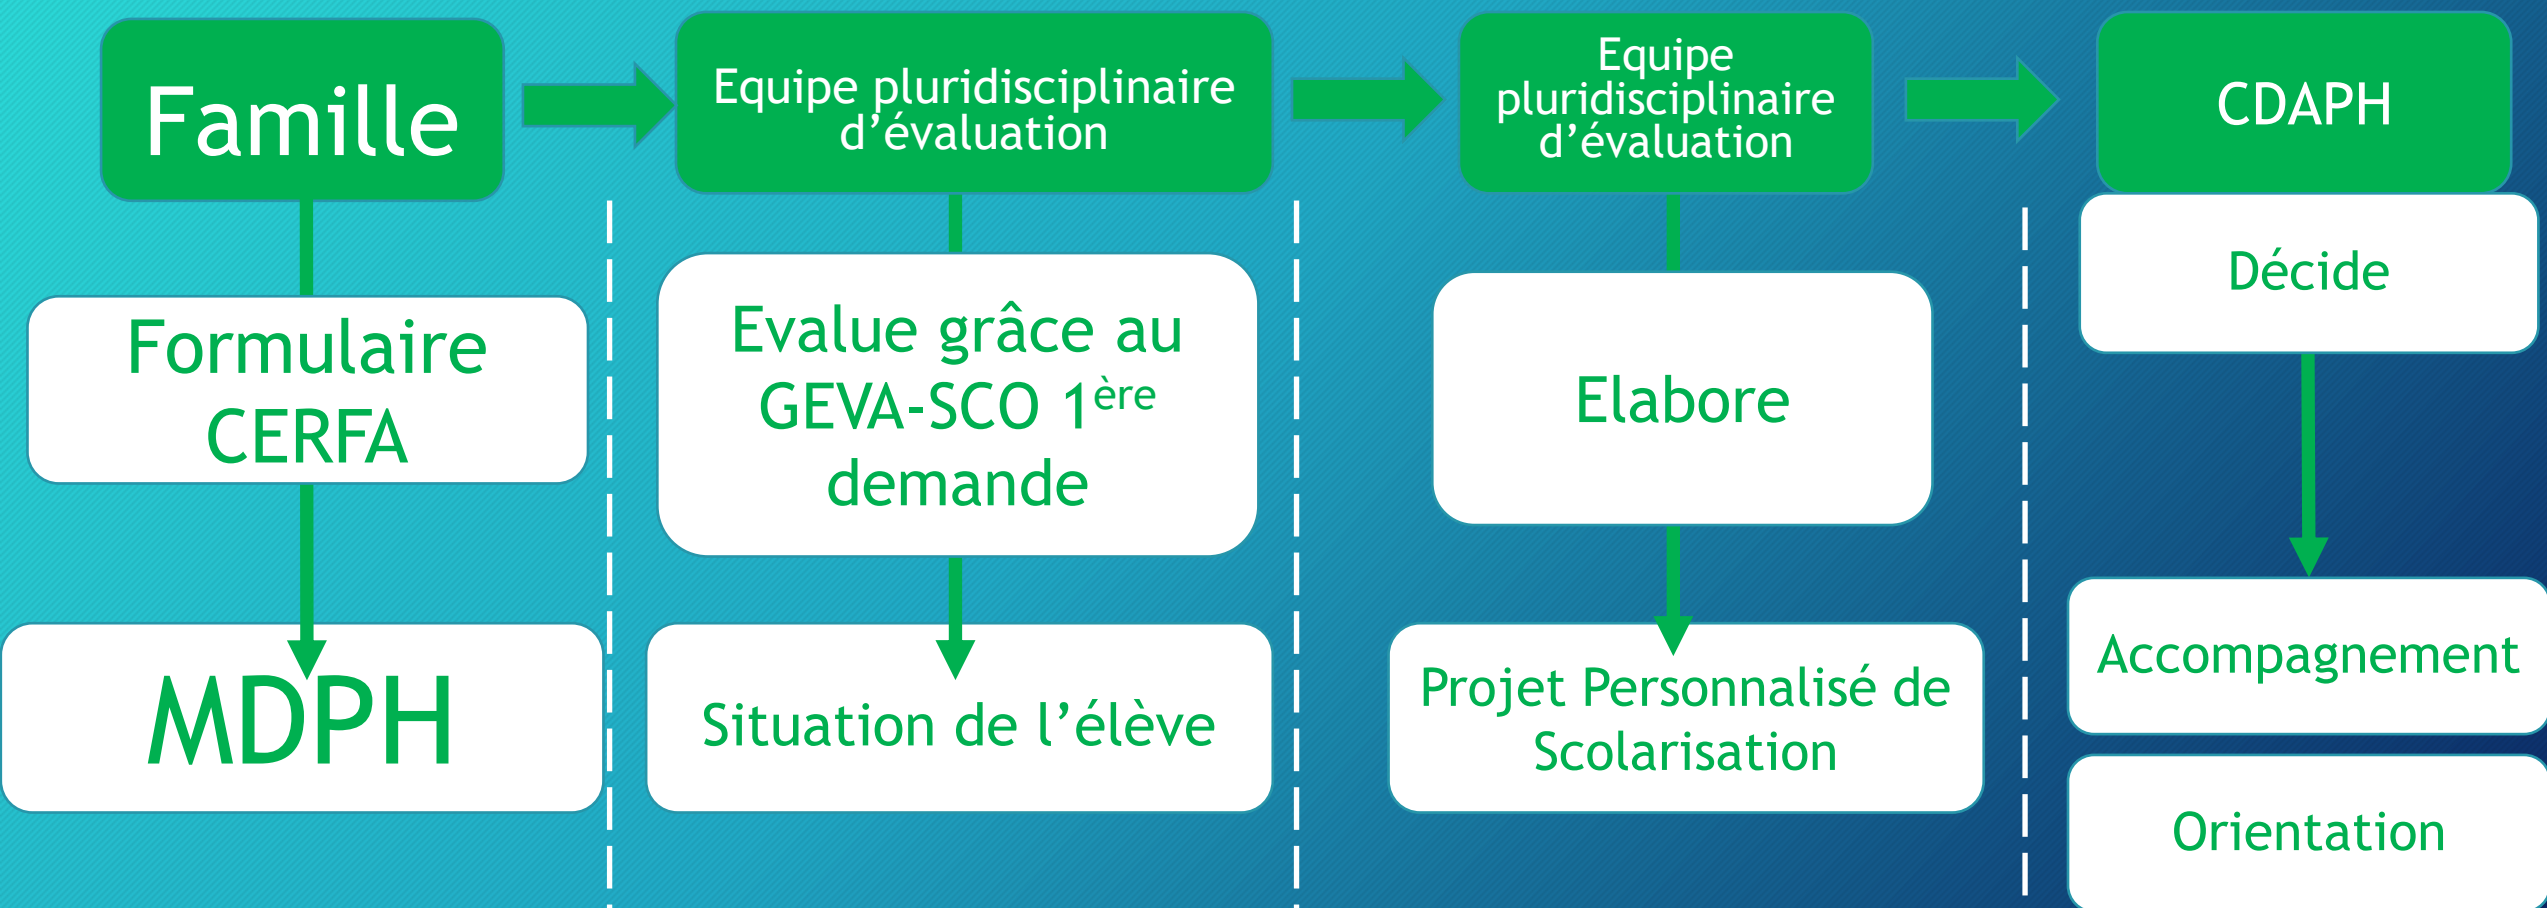 Famille
Formulaire
CERFA
MDPH
Equipe pluridisciplinaire
d’évaluation
Evalue grâce au
GEVA-SCO 1ère
demande
Situation de l’élève
Equipe
pluridisciplinaire
d’évaluation
Elabore
Projet Personnalisé de
Scolarisation
CDAPH
Décide
Accompagnement
Orientation